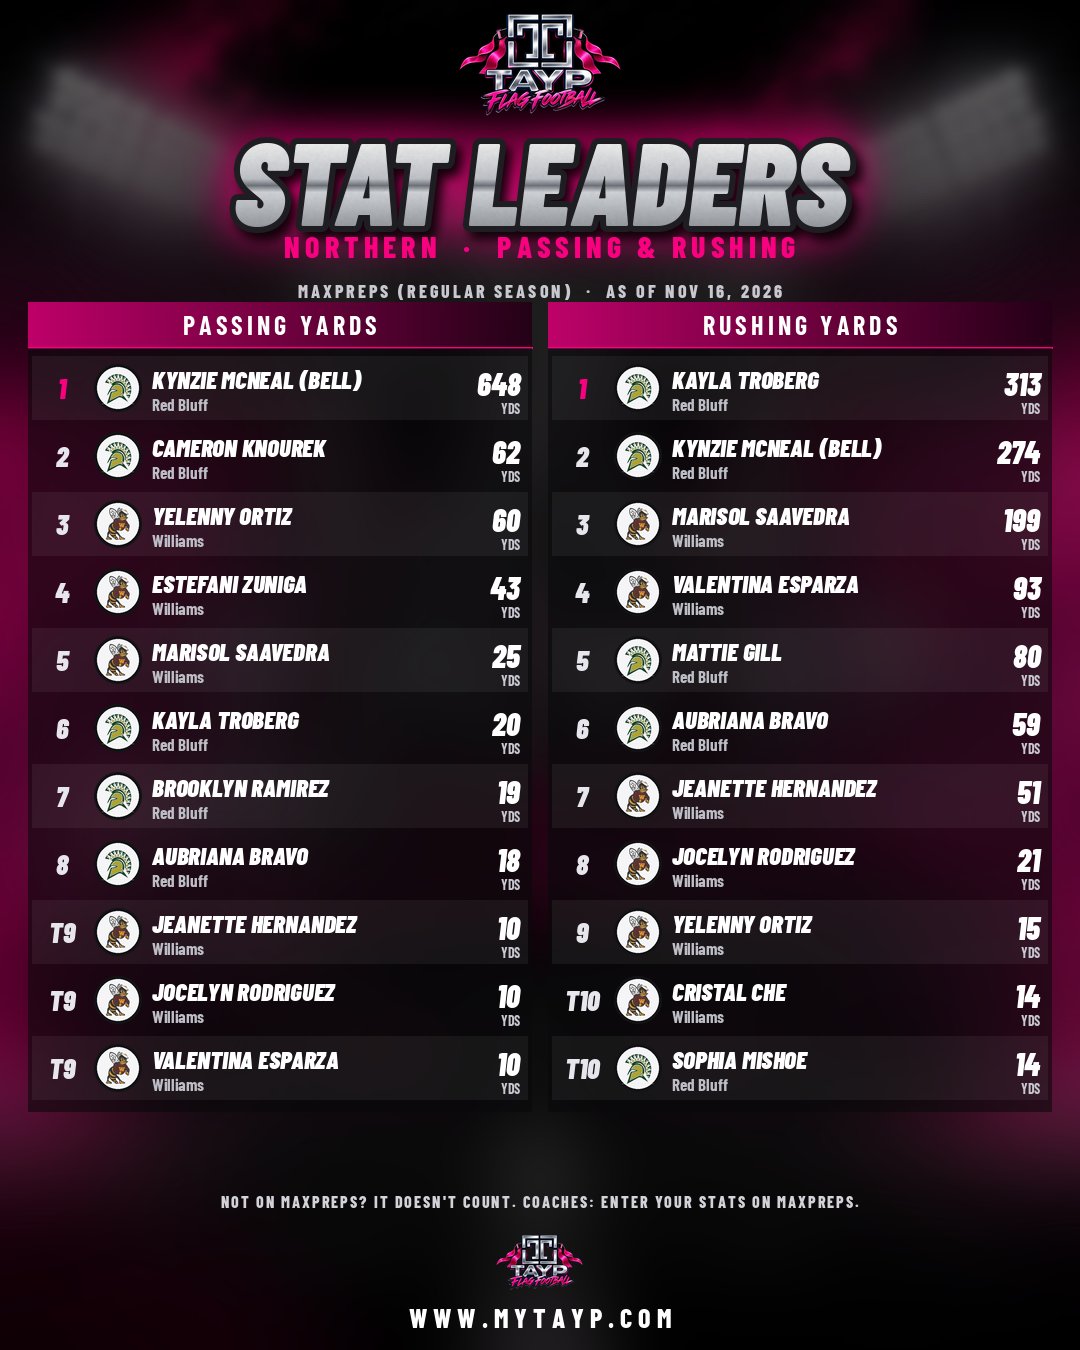 TAYP
FLAG FOOTBALL
STAT LEADERS
NORTHERN · PASSING & RUSHING
MAXPREPS (REGULAR SEASON) · AS OF NOV 16, 2026
PASSING YARDS
1 KYNZIE MCNEAL (BELL) 648
Red Bluff YDS
2 CAMERON KNOUREK 62
Red Bluff YDS
3 YELENNY ORTIZ 60
Williams YDS
4 ESTEFANI ZUNIGA 43
Williams YDS
5 MARISOL SAAVEDRA 25
Williams YDS
6 KAYLA TROBERG 20
Red Bluff YDS
7 BROOKLYN RAMIREZ 19
Red Bluff YDS
8 AUBRIANA BRAVO 18
Red Bluff YDS
T9 JEANETTE HERNANDEZ 10
Williams YDS
T9 JOCELYN RODRIGUEZ 10
Williams YDS
T9 VALENTINA ESPARZA 10
Williams YDS
RUSHING YARDS
1 KAYLA TROBERG 313
Red Bluff YDS
2 KYNZIE MCNEAL (BELL) 274
Red Bluff YDS
3 MARISOL SAAVEDRA 199
Williams YDS
4 VALENTINA ESPARZA 93
Williams YDS
5 MATTIE GILL 80
Red Bluff YDS
6 AUBRIANA BRAVO 59
Red Bluff YDS
7 JEANETTE HERNANDEZ 51
Williams YDS
8 JOCELYN RODRIGUEZ 21
Williams YDS
9 YELENNY ORTIZ 15
Williams YDS
T10 CRISTAL CHE 14
Williams YDS
T10 SOPHIA MISHOE 14
Red Bluff YDS
NOT ON MAXPREPS? IT DOESN'T COUNT. COACHES: ENTER YOUR STATS ON MAXPREPS.
TAYP
FLAG FOOTBALL
WWW.MYTAYP.COM